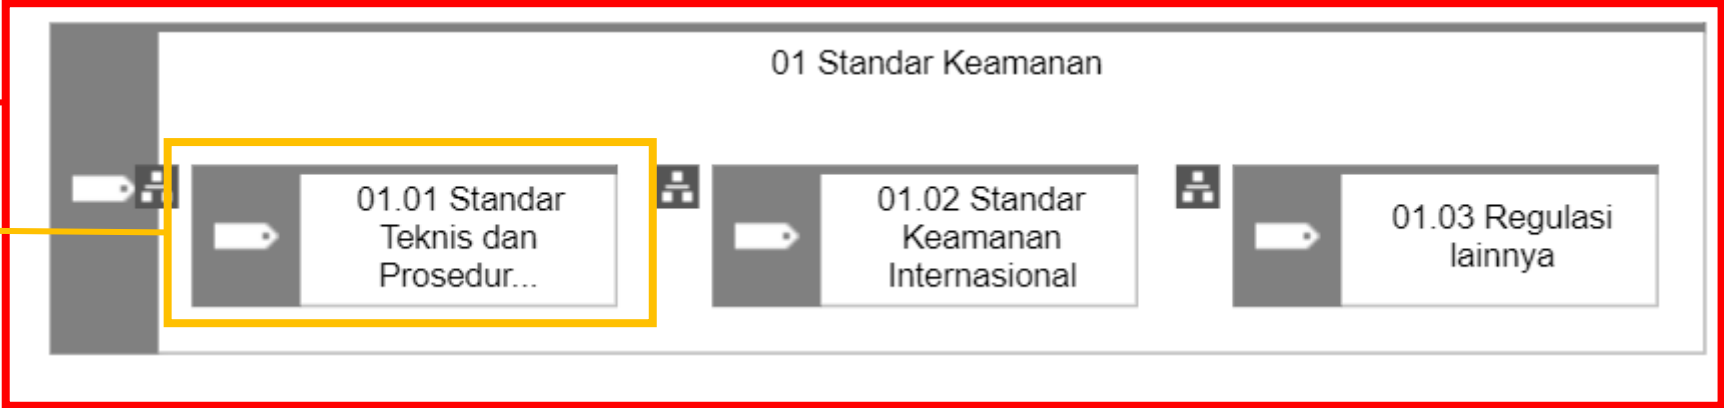 01 Standar Keamanan
01.01 Standar
Teknis dan
Prosedur...
01.02 Standar
Keamanan
Internasional
01.03 Regulasi
lainnya